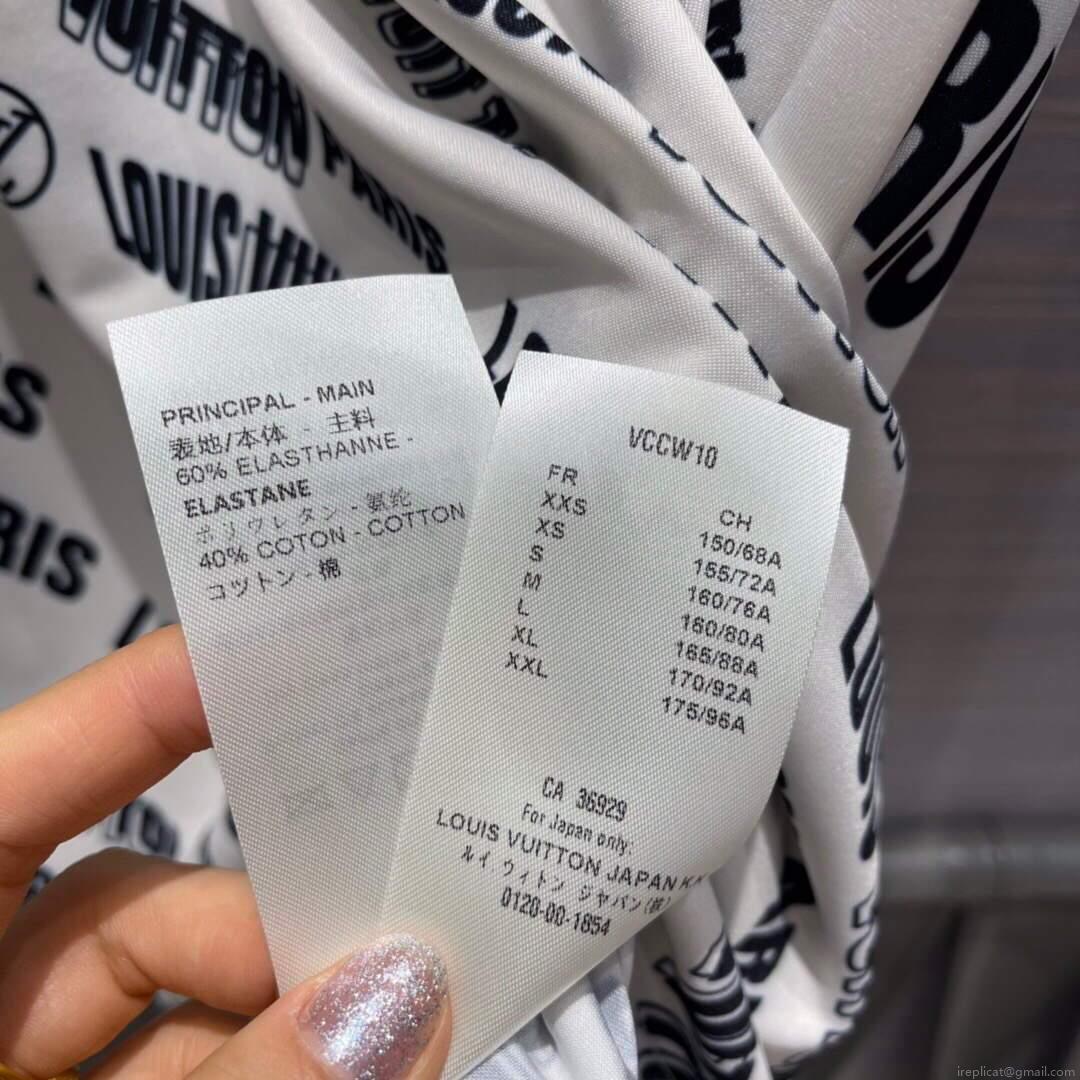 VUITTON PARIS
LOUIS VUITTON
RIS
PRINCIPAL - MAIN
表地/本体 - 主料
60% ELASTHANNE -
ELASTANE
ポリウレタン - 氨纶
40% COTON - COTTON
コットン - 棉
VCCW10
FR
CH
XXS
150/68A
XS
155/72A
S
160/76A
M
160/80A
L
165/88A
XL
170/92A
XXL
175/96A
CA 36929
For Japan only:
LOUIS VUITTON JAPAN K.K
ルイ.ヴィトン ジャパン(株)
0120-00-1854
ireplicat@gmail.com